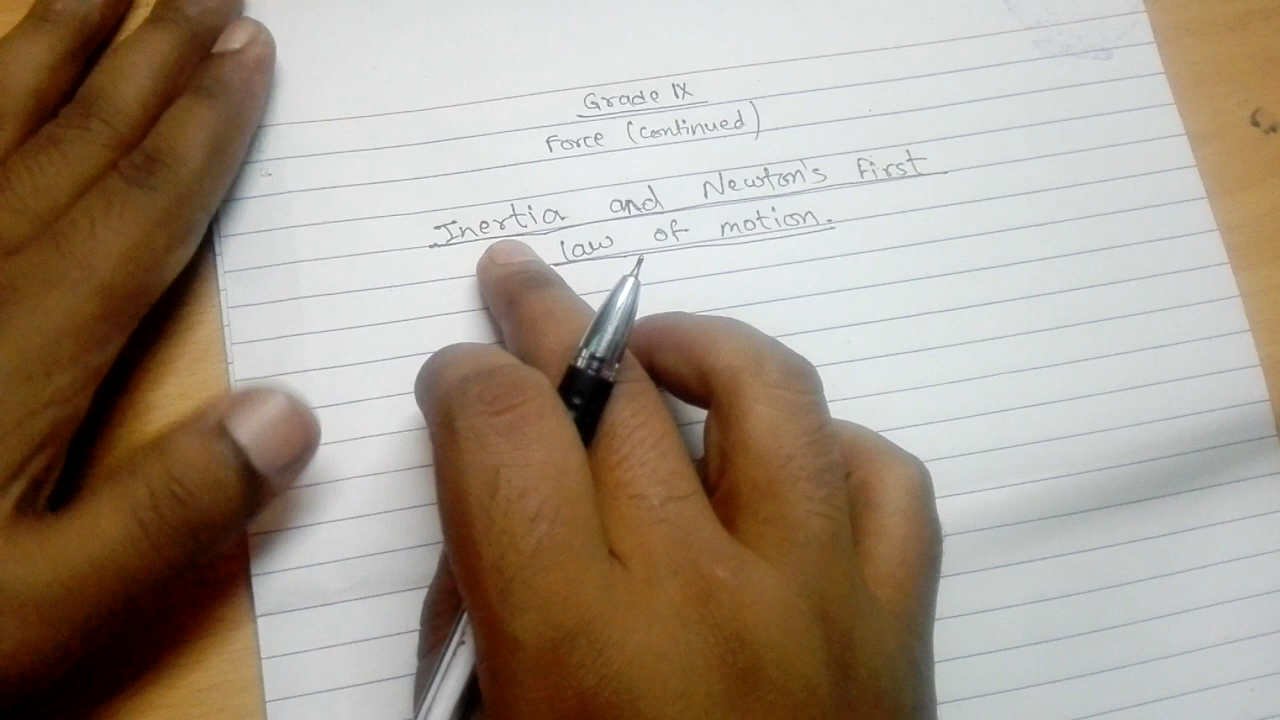 Grade IX
Force (continued)
Inertia and Newton's first
law of motion.